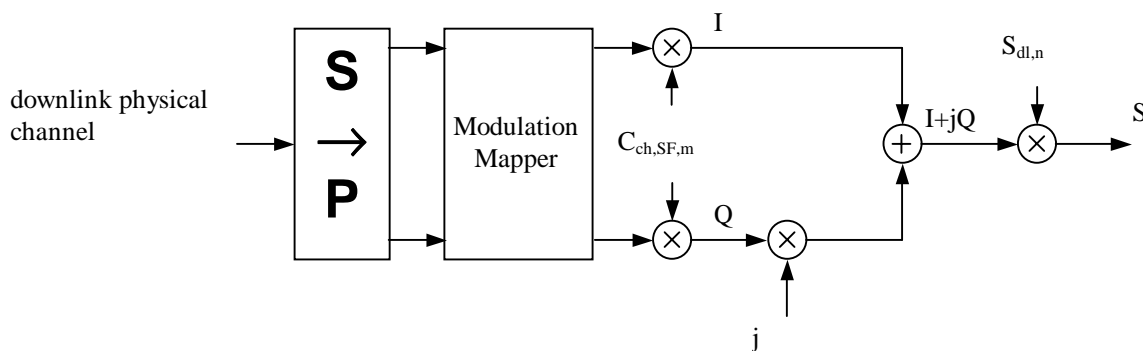 downlink physical
channel
S
→
P
Modulation
Mapper
I
C_ch,SF,m
Q
j
I+jQ
S_dl,n
S